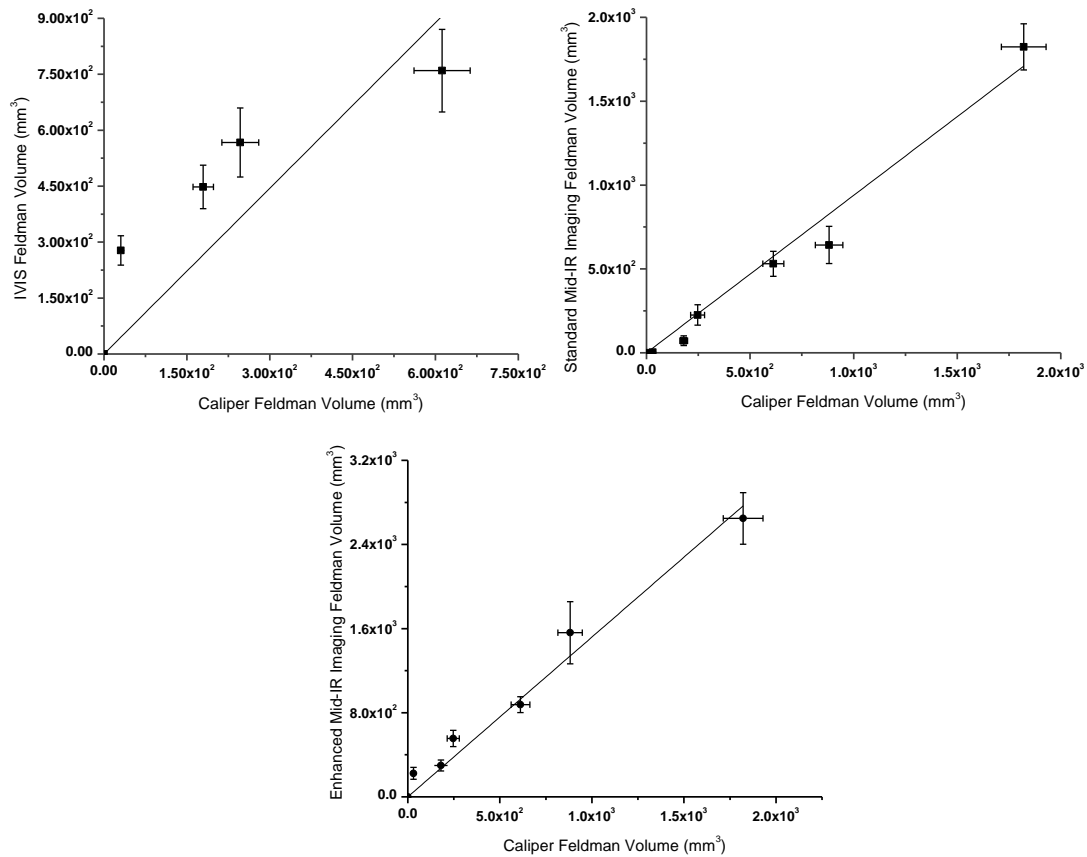 9.00x10²
7.50x10²
6.00x10²
4.50x10²
3.00x10²
1.50x10²
0.00
IVIS Feldman Volume (mm³)
0.00 1.50x10² 3.00x10² 4.50x10² 6.00x10² 7.50x10²
Caliper Feldman Volume (mm³)
2.0x10³
1.5x10³
1.0x10³
5.0x10²
0.0
Standard Mid-IR Imaging Feldman Volume (mm³)
0.0 5.0x10² 1.0x10³ 1.5x10³ 2.0x10³
Caliper Feldman Volume (mm³)
3.2x10³
2.4x10³
1.6x10³
8.0x10²
0.0
Enhanced Mid-IR Imaging Feldman Volume (mm³)
0.0 5.0x10² 1.0x10³ 1.5x10³ 2.0x10³
Caliper Feldman Volume (mm³)